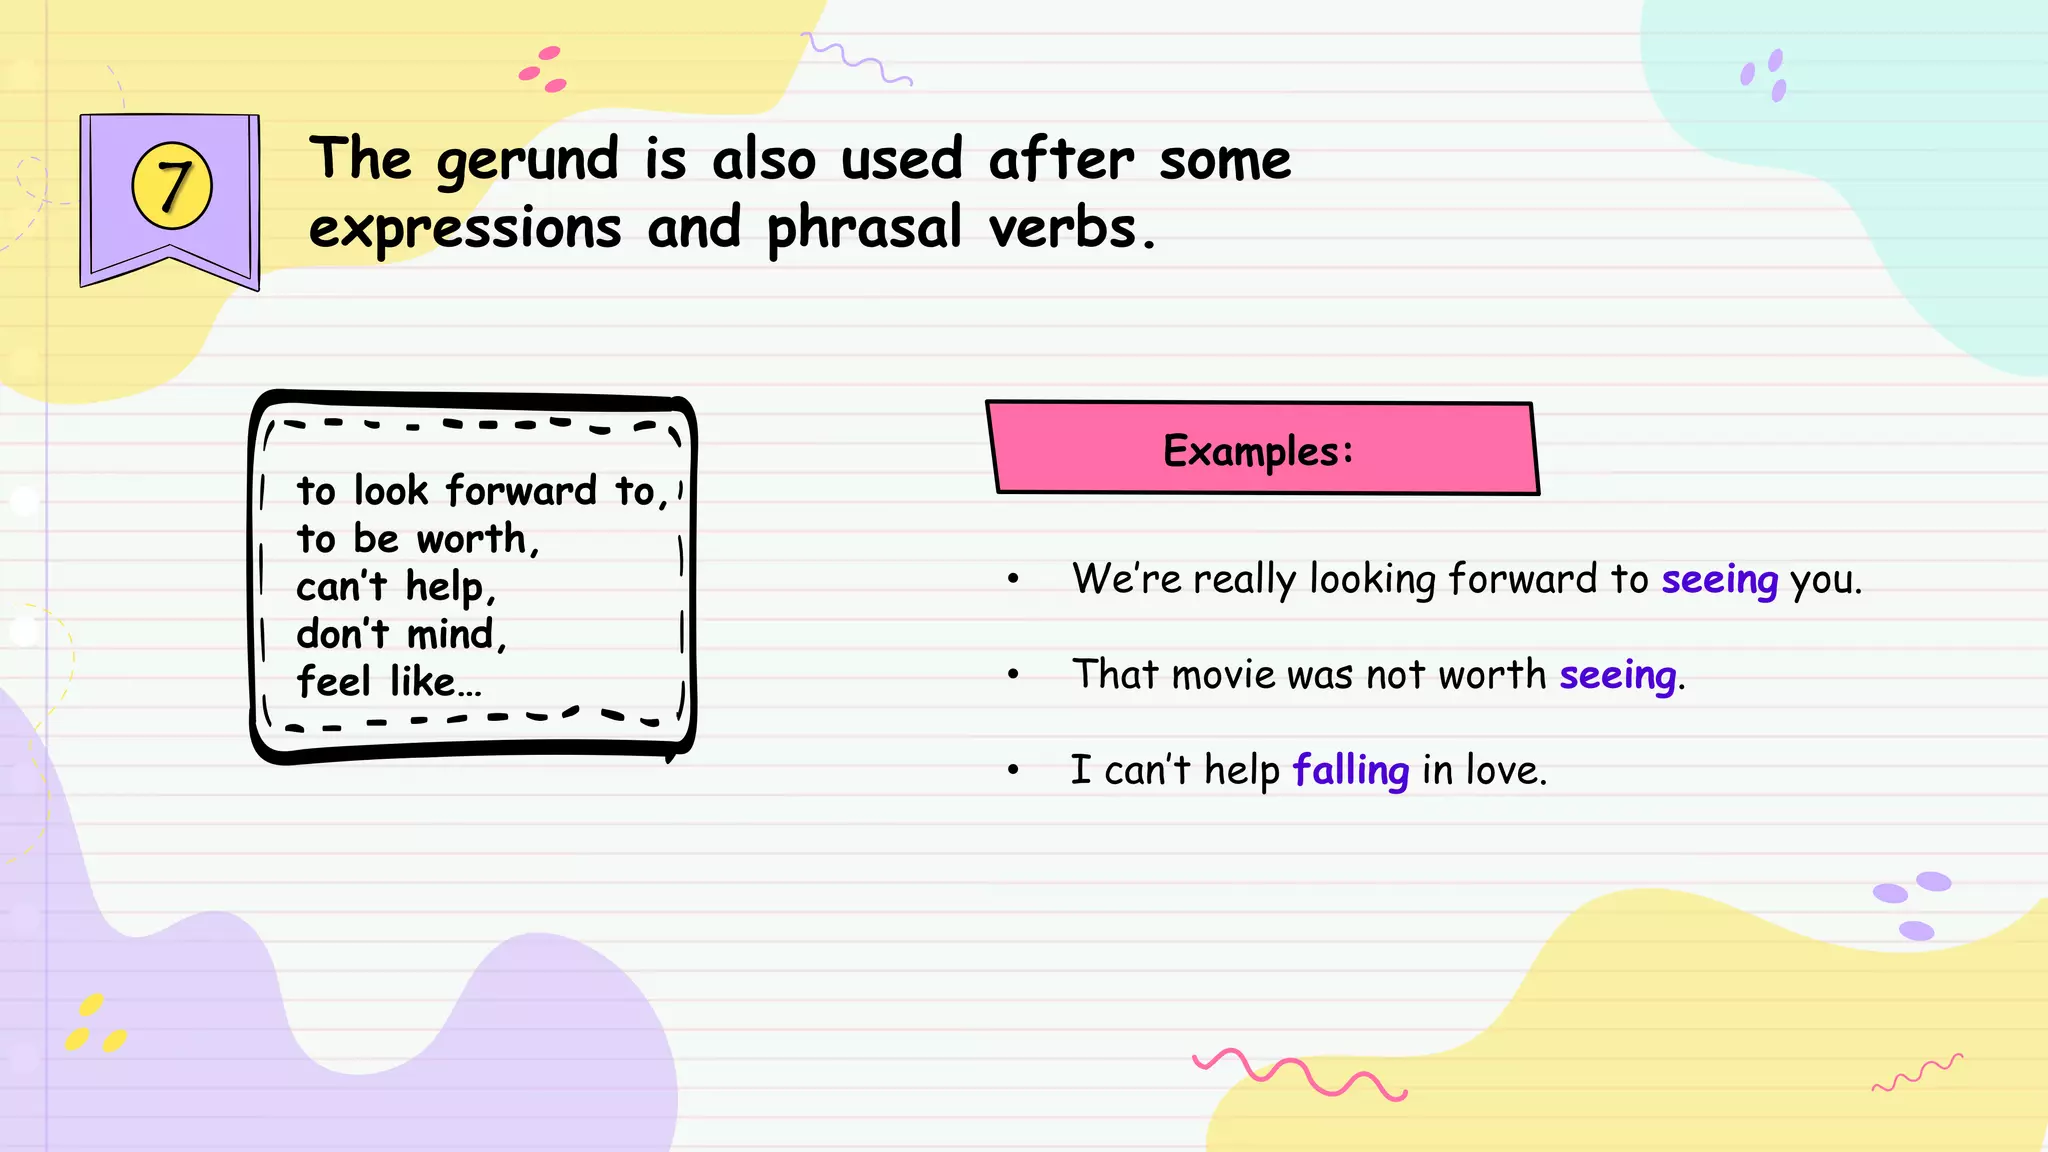 7
The gerund is also used after some
expressions and phrasal verbs.
to look forward to,
to be worth,
can’t help,
don’t mind,
feel like…
Examples:
• We’re really looking forward to seeing you.
• That movie was not worth seeing.
• I can’t help falling in love.